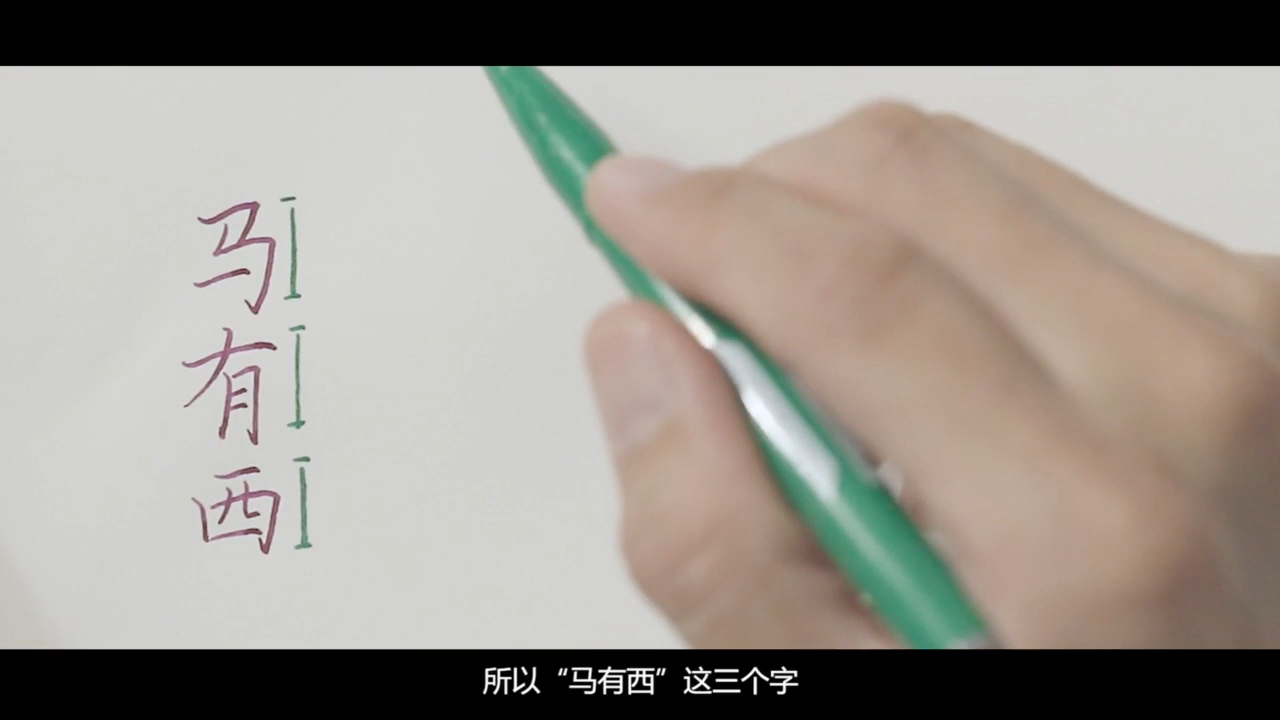 马
有
西
所以“马有西”这三个字